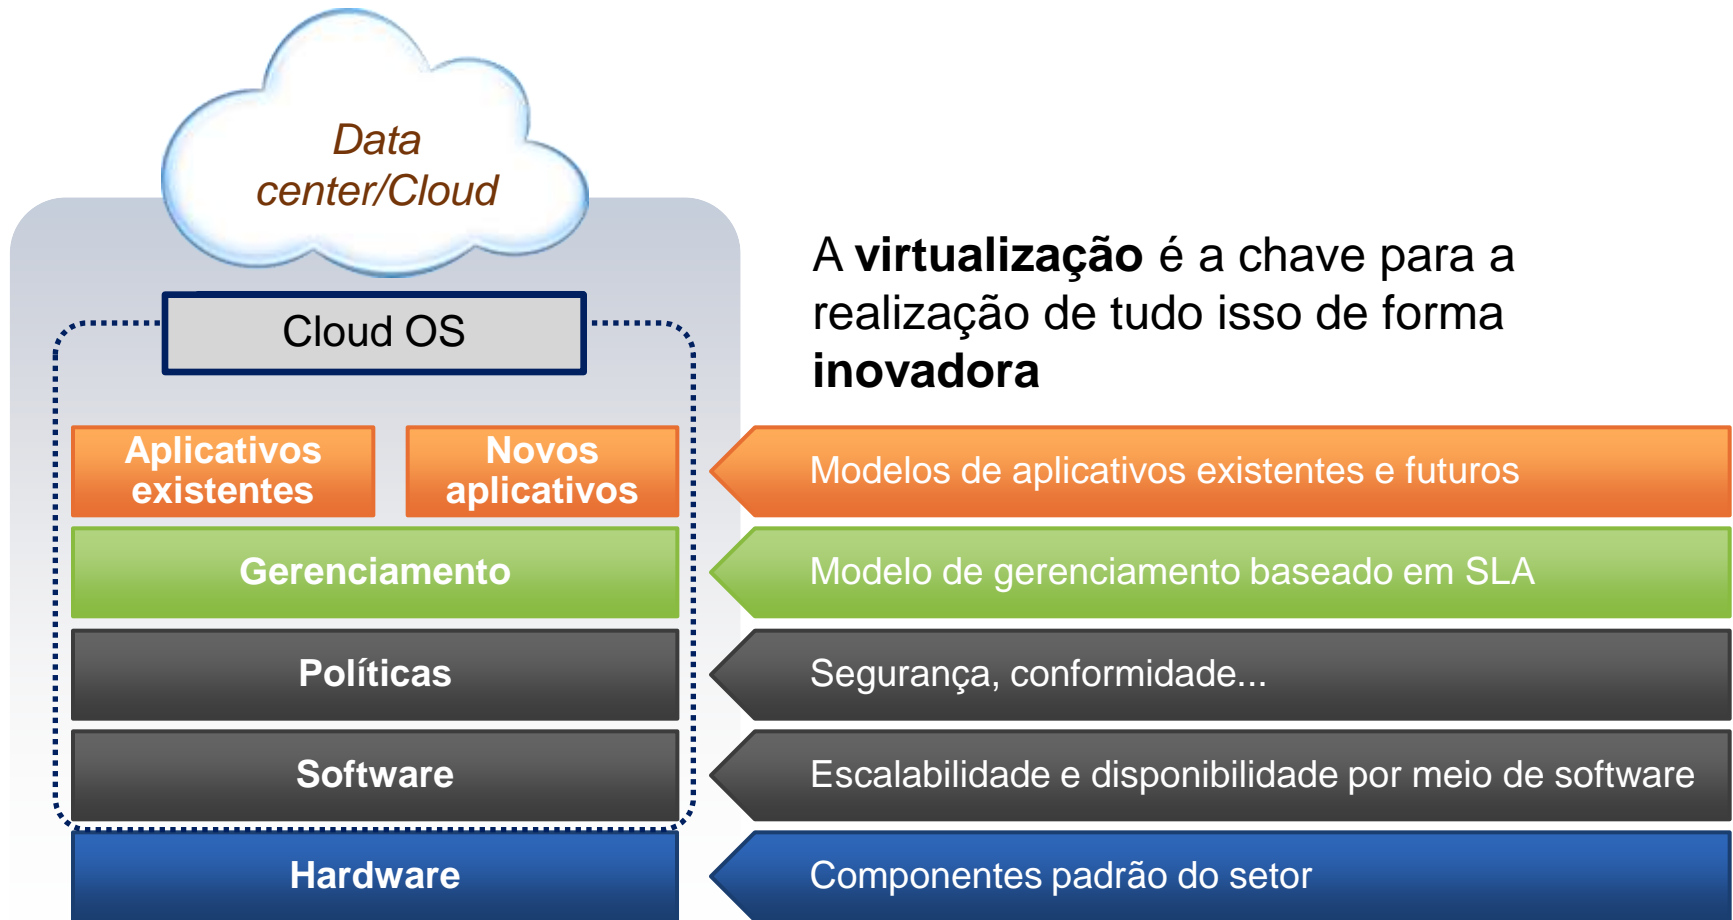 Data
center/Cloud
Cloud OS
A virtualização é a chave para a
realização de tudo isso de forma
inovadora
Aplicativos
existentes
Novos
aplicativos
Modelos de aplicativos existentes e futuros
Gerenciamento
Modelo de gerenciamento baseado em SLA
Políticas
Segurança, conformidade...
Software
Escalabilidade e disponibilidade por meio de software
Hardware
Componentes padrão do setor